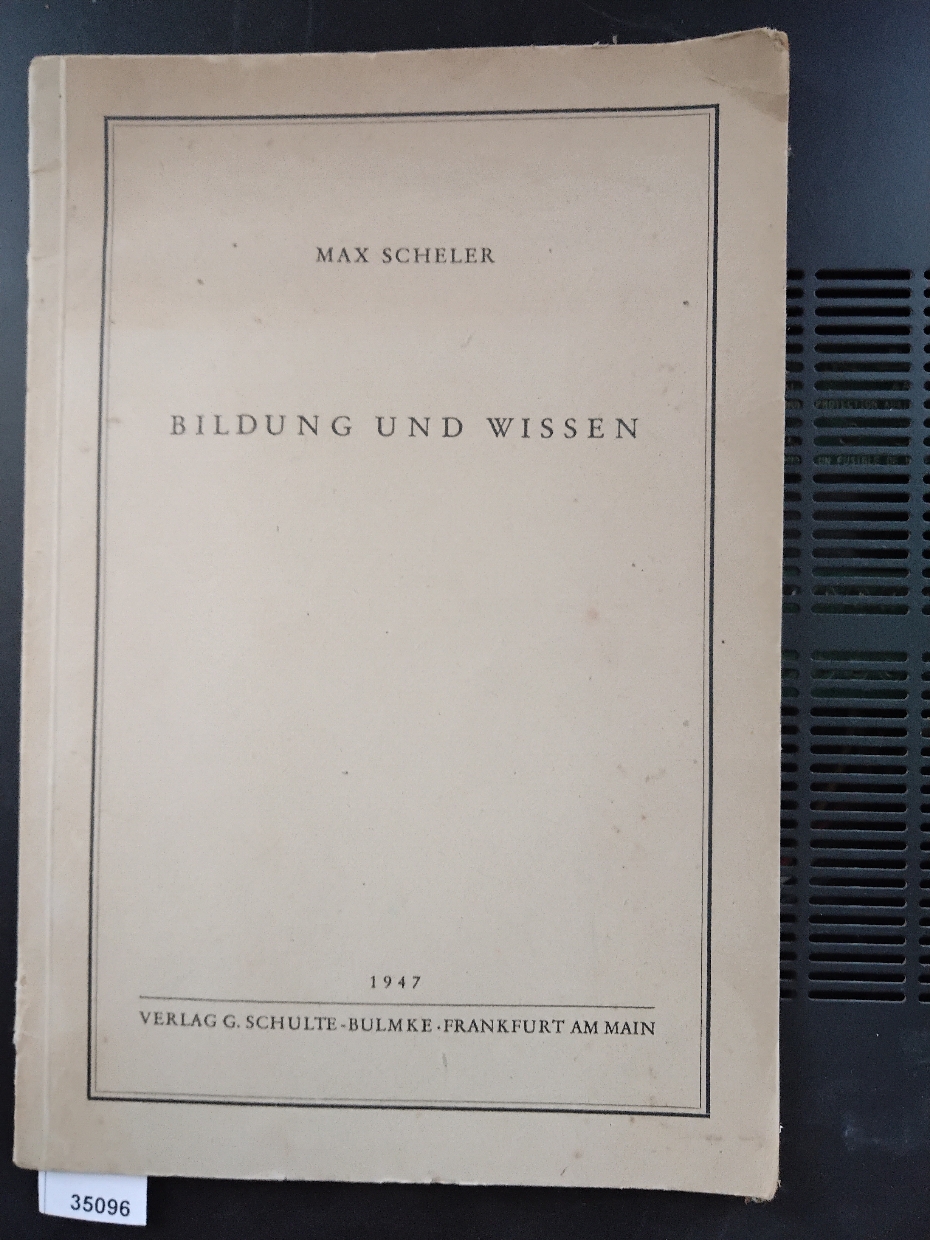 MAX SCHELER
BILDUNG UND WISSEN
1947
VERLAG G. SCHULTE-BULMKE·FRANKFURT AM MAIN
35096